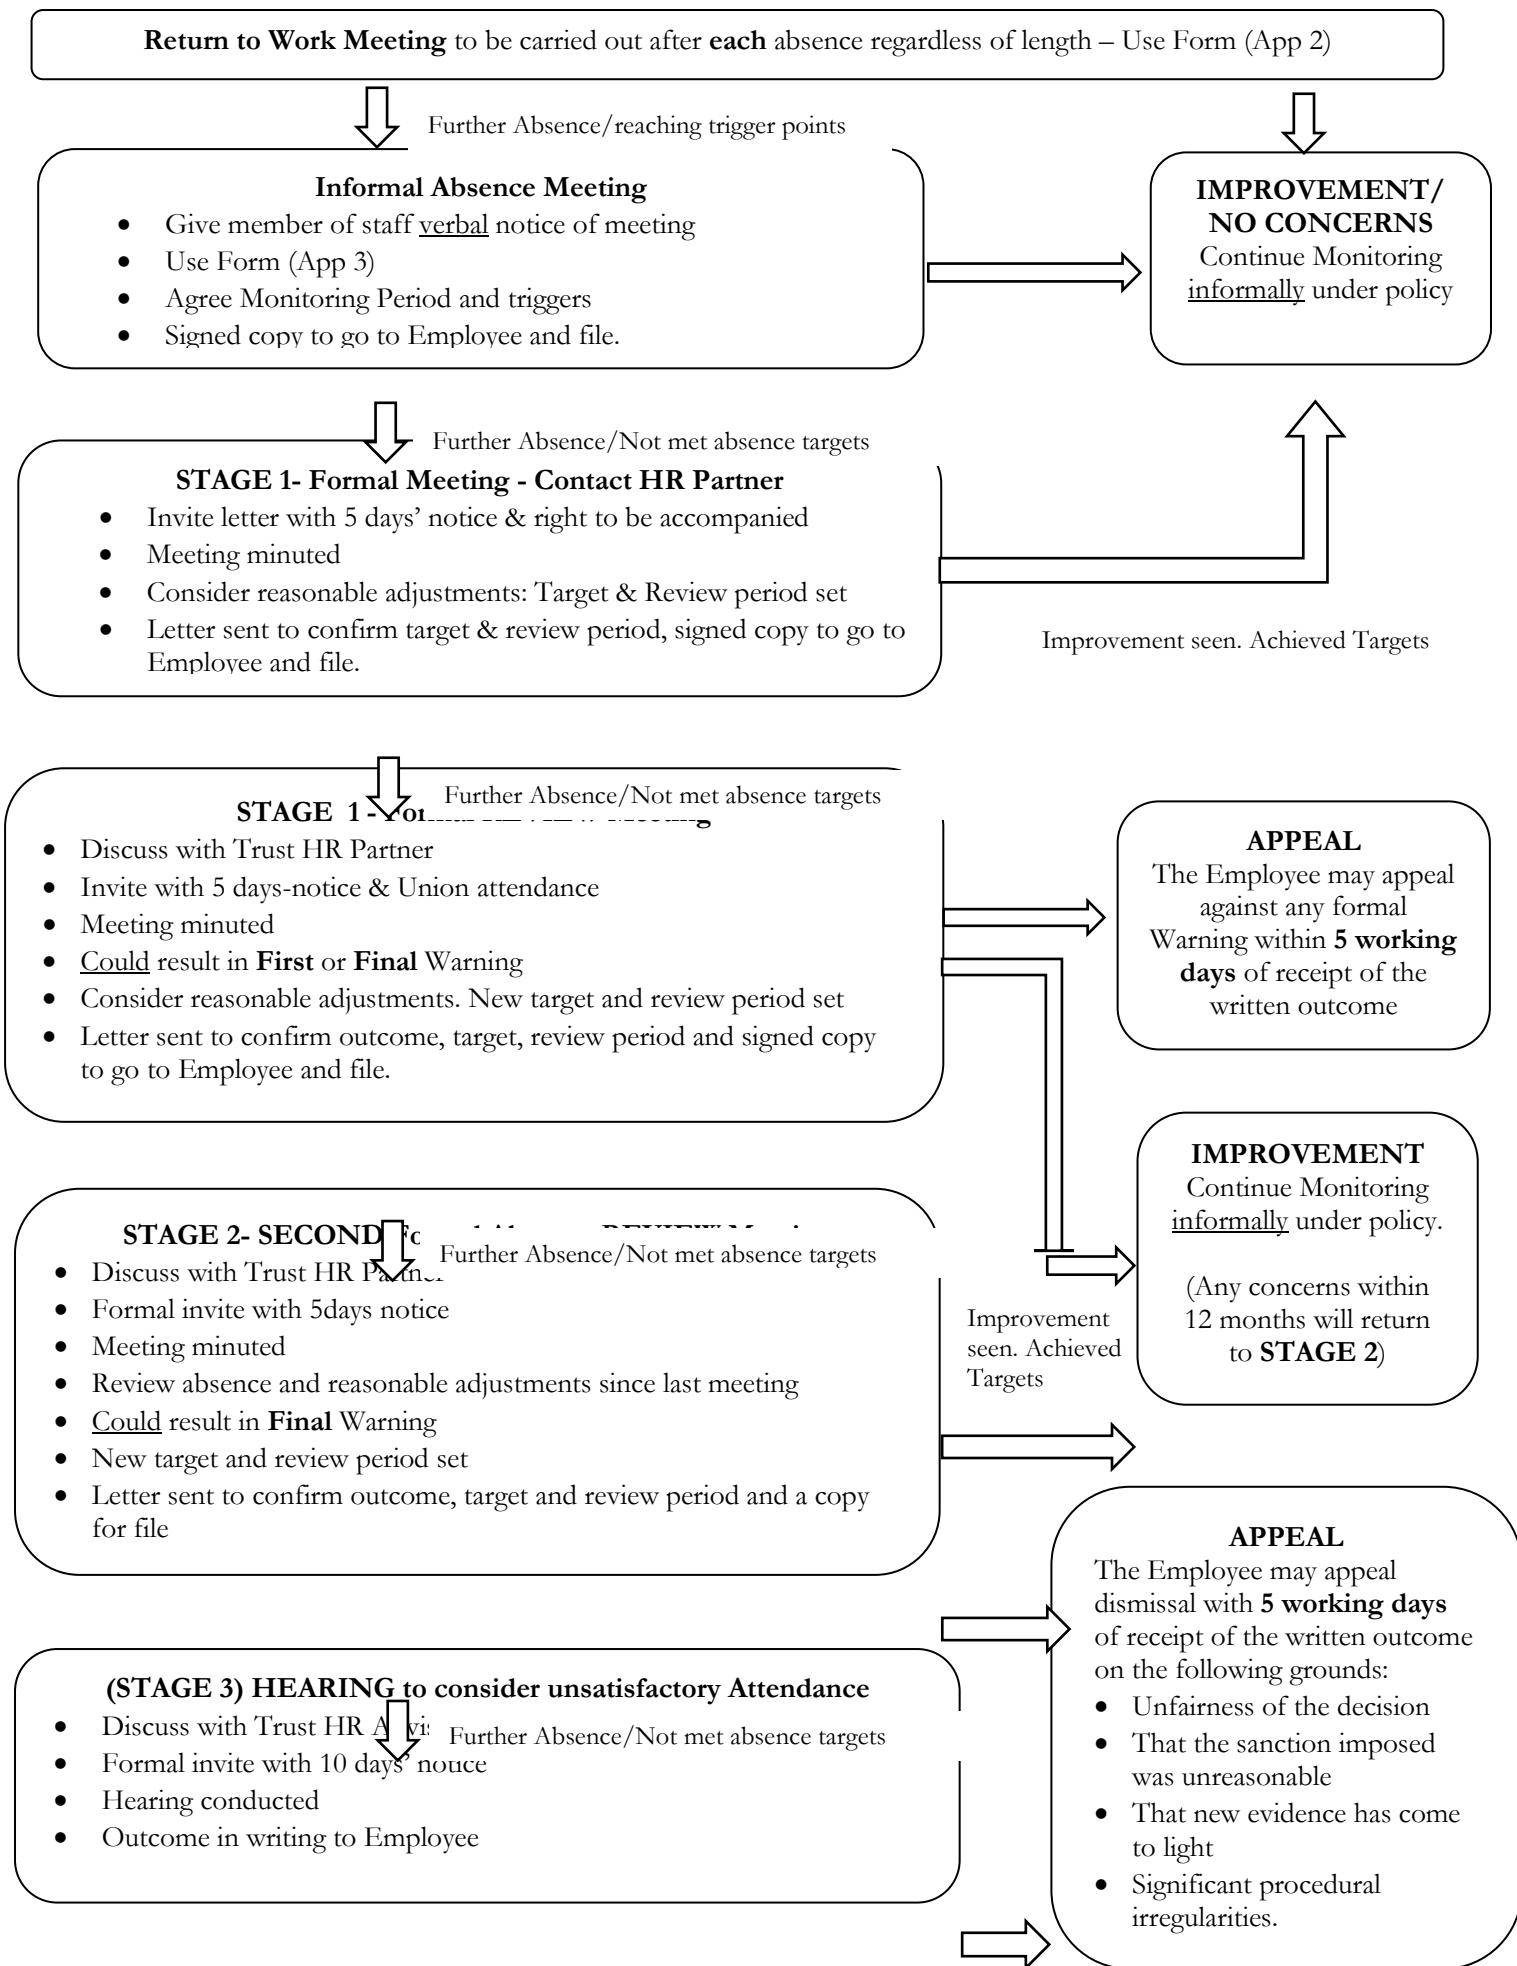 Return to Work Meeting to be carried out after each absence regardless of length – Use Form (App 2)
Further Absence/reaching trigger points
Informal Absence Meeting
• Give member of staff verbal notice of meeting
• Use Form (App 3)
• Agree Monitoring Period and triggers
• Signed copy to go to Employee and file.
IMPROVEMENT/
NO CONCERNS
Continue Monitoring
informally under policy
Further Absence/Not met absence targets
STAGE 1- Formal Meeting - Contact HR Partner
• Invite letter with 5 days’ notice & right to be accompanied
• Meeting minuted
• Consider reasonable adjustments: Target & Review period set
• Letter sent to confirm target & review period, signed copy to go to
Employee and file.
Improvement seen. Achieved Targets
Further Absence/Not met absence targets
STAGE  1 -
• Discuss with Trust HR Partner
• Invite with 5 days-notice & Union attendance
• Meeting minuted
• Could result in First or Final Warning
• Consider reasonable adjustments. New target and review period set
• Letter sent to confirm outcome, target, review period and signed copy
to go to Employee and file.
APPEAL
The Employee may appeal
against any formal
Warning within 5 working
days of receipt of the
written outcome
IMPROVEMENT
Continue Monitoring
informally under policy.
(Any concerns within
12 months will return
to STAGE 2)
STAGE 2- SECOND
Further Absence/Not met absence targets
• Discuss with Trust HR Partner
• Formal invite with 5days notice
• Meeting minuted
• Review absence and reasonable adjustments since last meeting
• Could result in Final Warning
• New target and review period set
• Letter sent to confirm outcome, target and review period and a copy
for file
Improvement
seen. Achieved
Targets
APPEAL
The Employee may appeal
dismissal with 5 working days
of receipt of the written outcome
on the following grounds:
• Unfairness of the decision
• That the sanction imposed
was unreasonable
• That new evidence has come
to light
• Significant procedural
irregularities.
(STAGE 3) HEARING to consider unsatisfactory Attendance
• Discuss with Trust HR
Further Absence/Not met absence targets
• Formal invite with 10 days’ notice
• Hearing conducted
• Outcome in writing to Employee